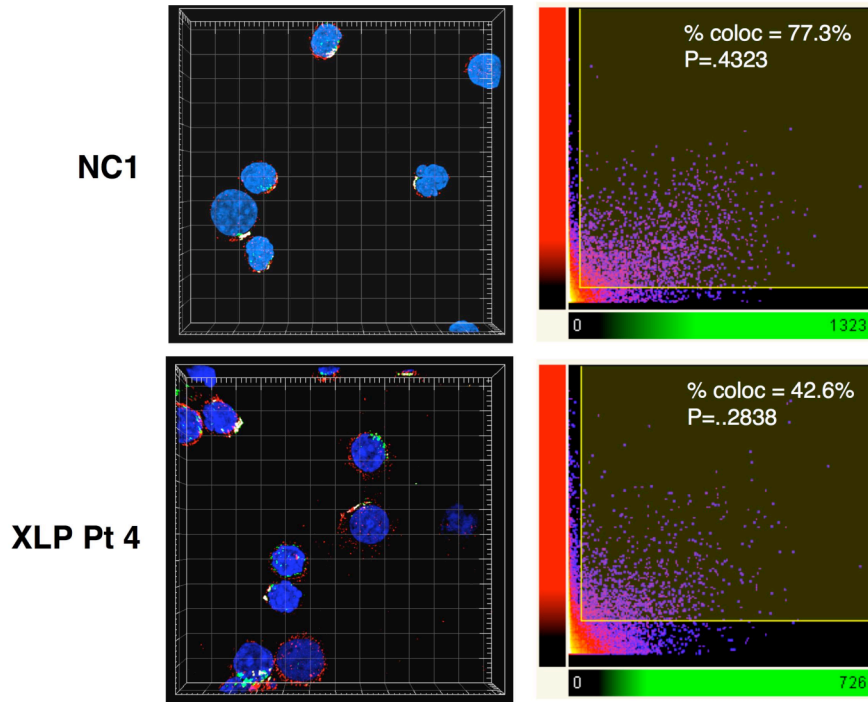 NC1
% coloc = 77.3%
P=.4323
0 1323
XLP Pt 4
% coloc = 42.6%
P=..2838
0 726